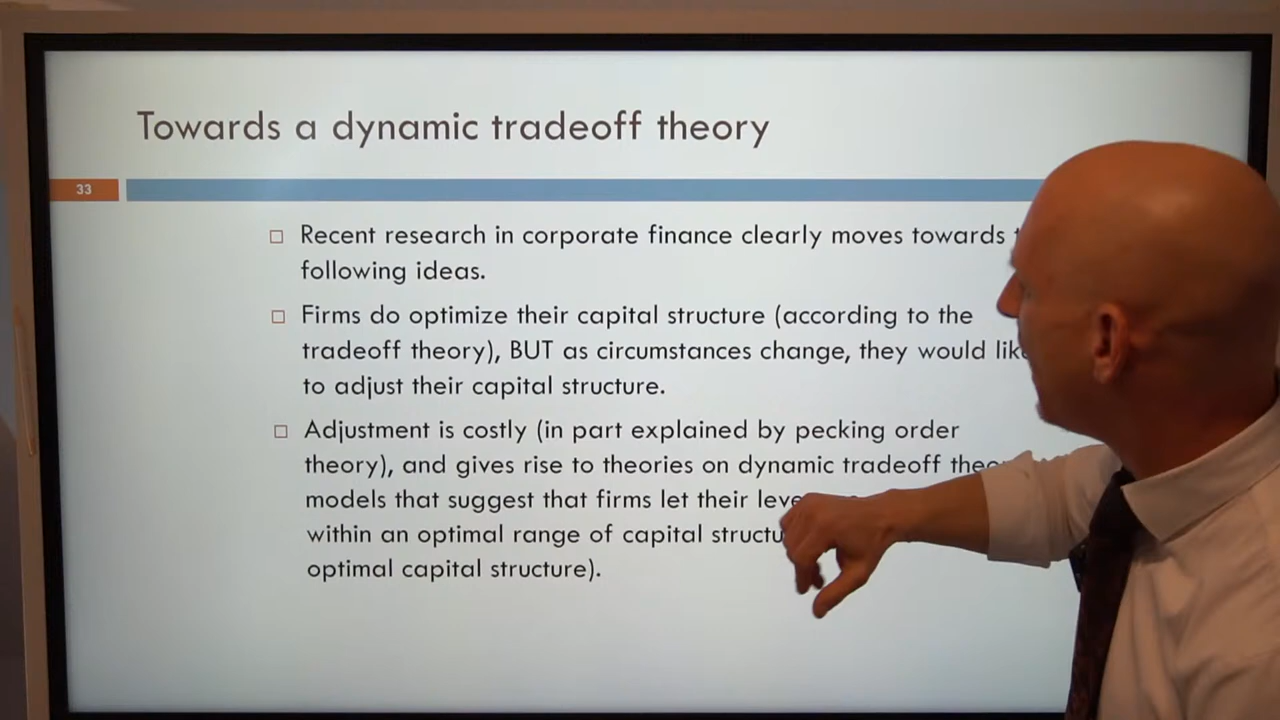 Towards a dynamic tradeoff theory
33
Recent research in corporate finance clearly moves towards
following ideas.
Firms do optimize their capital structure (according to the
tradeoff theory), BUT as circumstances change, they would
to adjust their capital structure.
Adjustment is costly (in part explained by pecking order
theory), and gives rise to theories on dynamic tradeoff
models that suggest that firms let their
within an optimal range of capital
optimal capital structure).